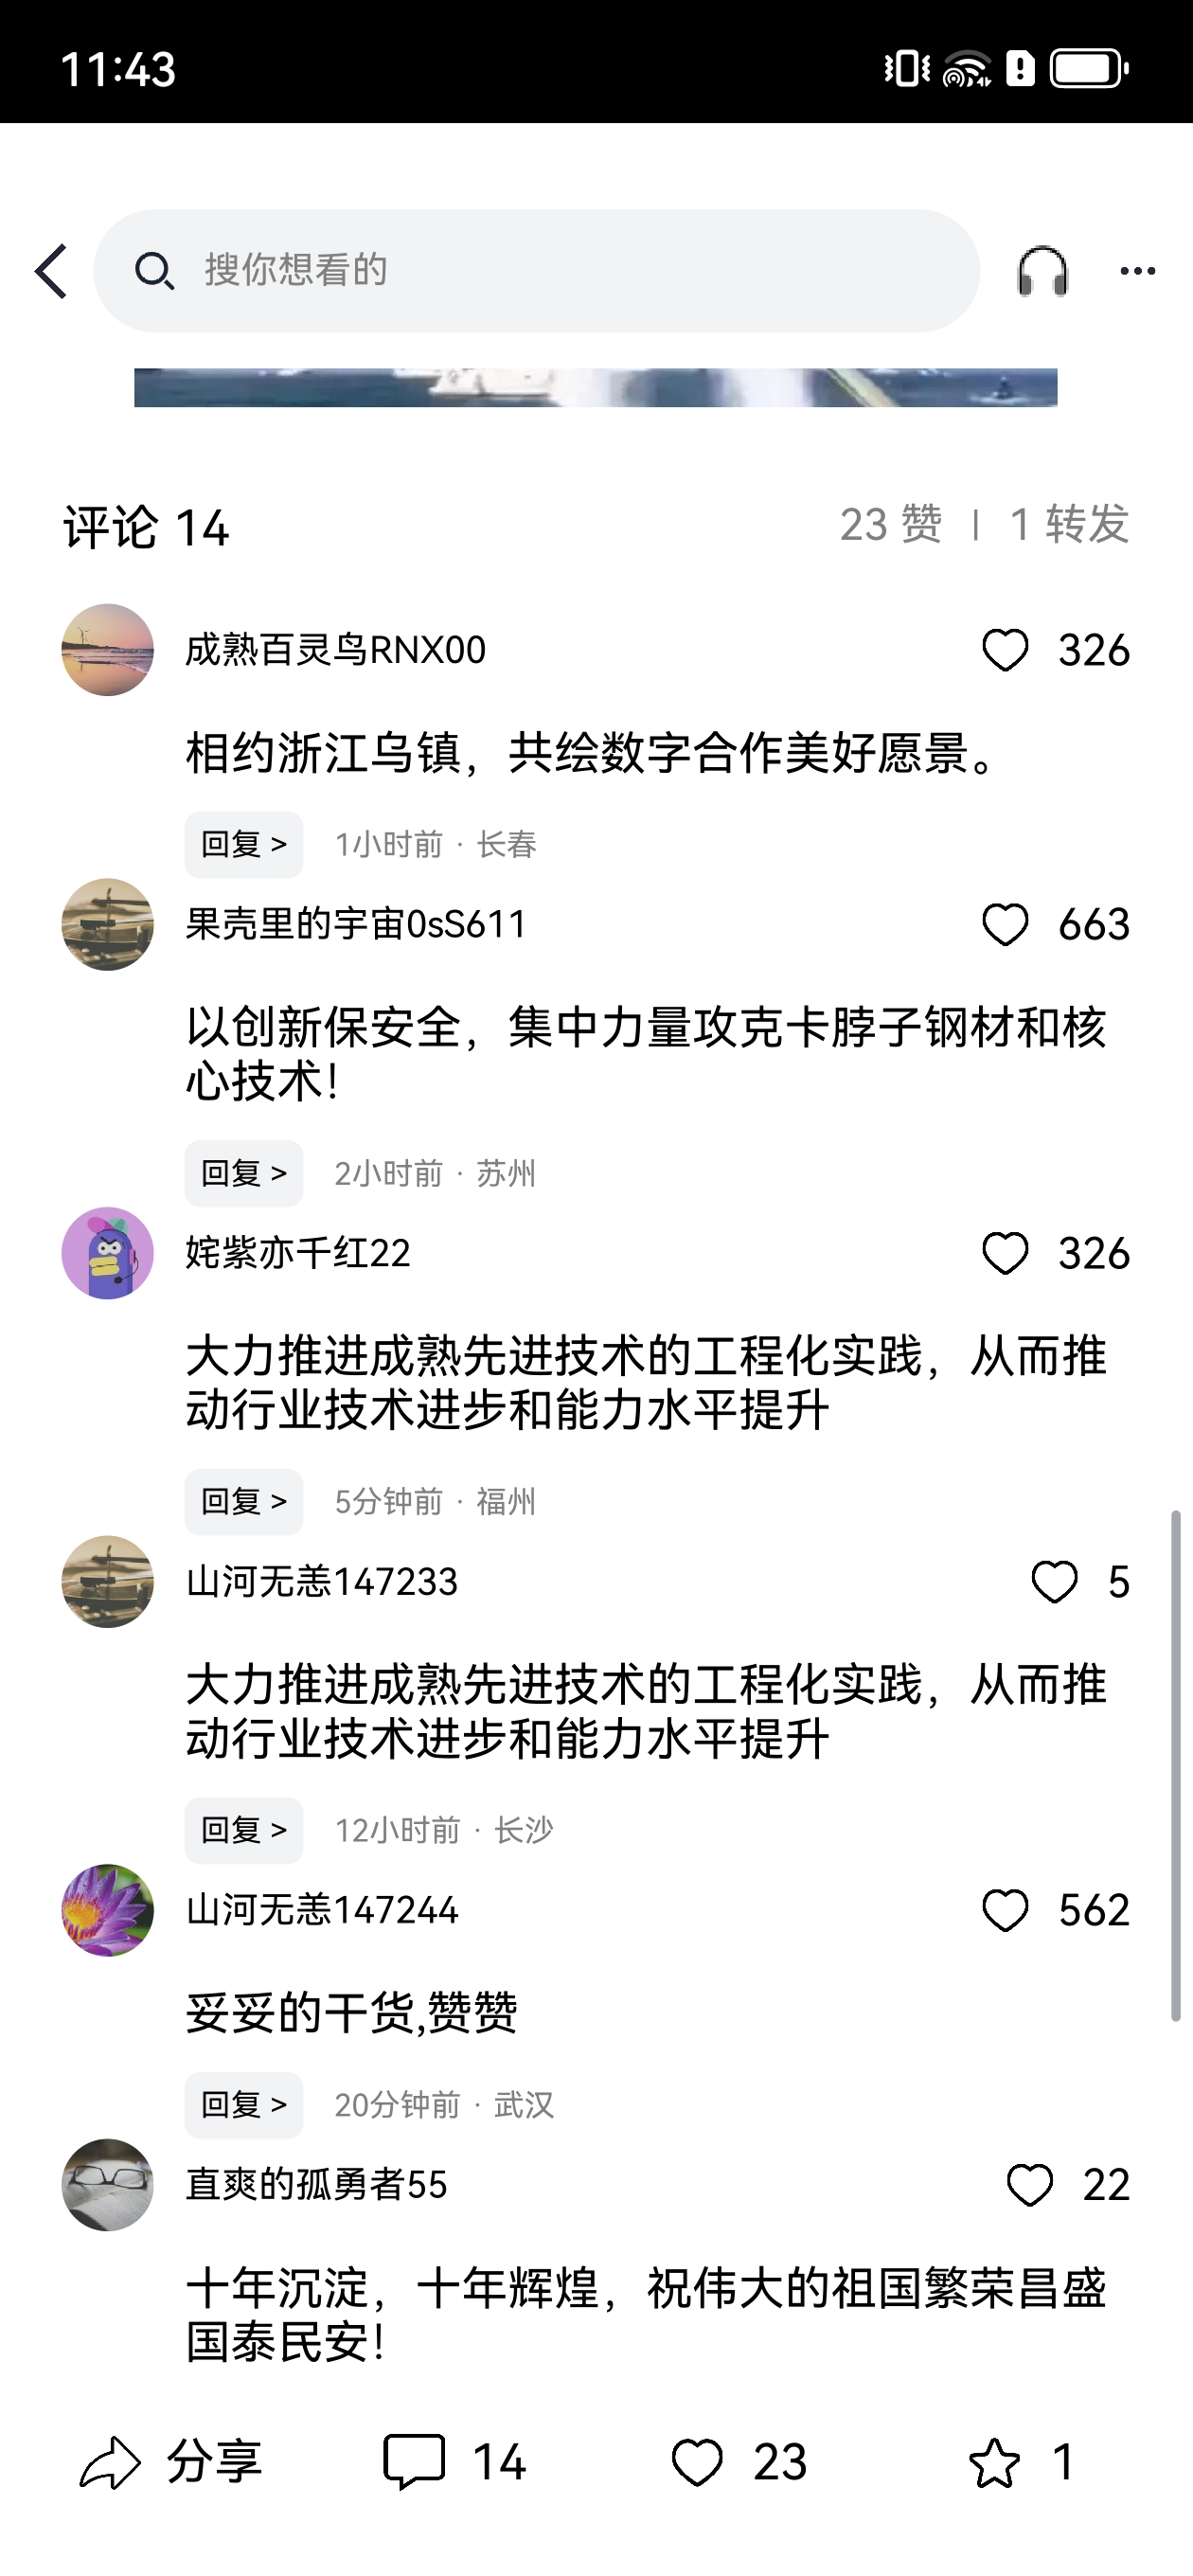 11:43
搜你想看的
评论 14
23 赞 | 1 转发
成熟百灵鸟RNX00 326
相约浙江乌镇，共绘数字合作美好愿景。
回复 > 1小时前 · 长春
果壳里的宇宙0sS611 663
以创新保安全，集中力量攻克卡脖子钢材和核
心技术！
回复 > 2小时前 · 苏州
姹紫亦千红22 326
大力推进成熟先进技术的工程化实践，从而推
动行业技术进步和能力水平提升
回复 > 5分钟前 · 福州
山河无恙147233 5
大力推进成熟先进技术的工程化实践，从而推
动行业技术进步和能力水平提升
回复 > 12小时前 · 长沙
山河无恙147244 562
妥妥的干货,赞赞
回复 > 20分钟前 · 武汉
直爽的孤勇者55 22
十年沉淀，十年辉煌，祝伟大的祖国繁荣昌盛
国泰民安！
分享 14 23 1